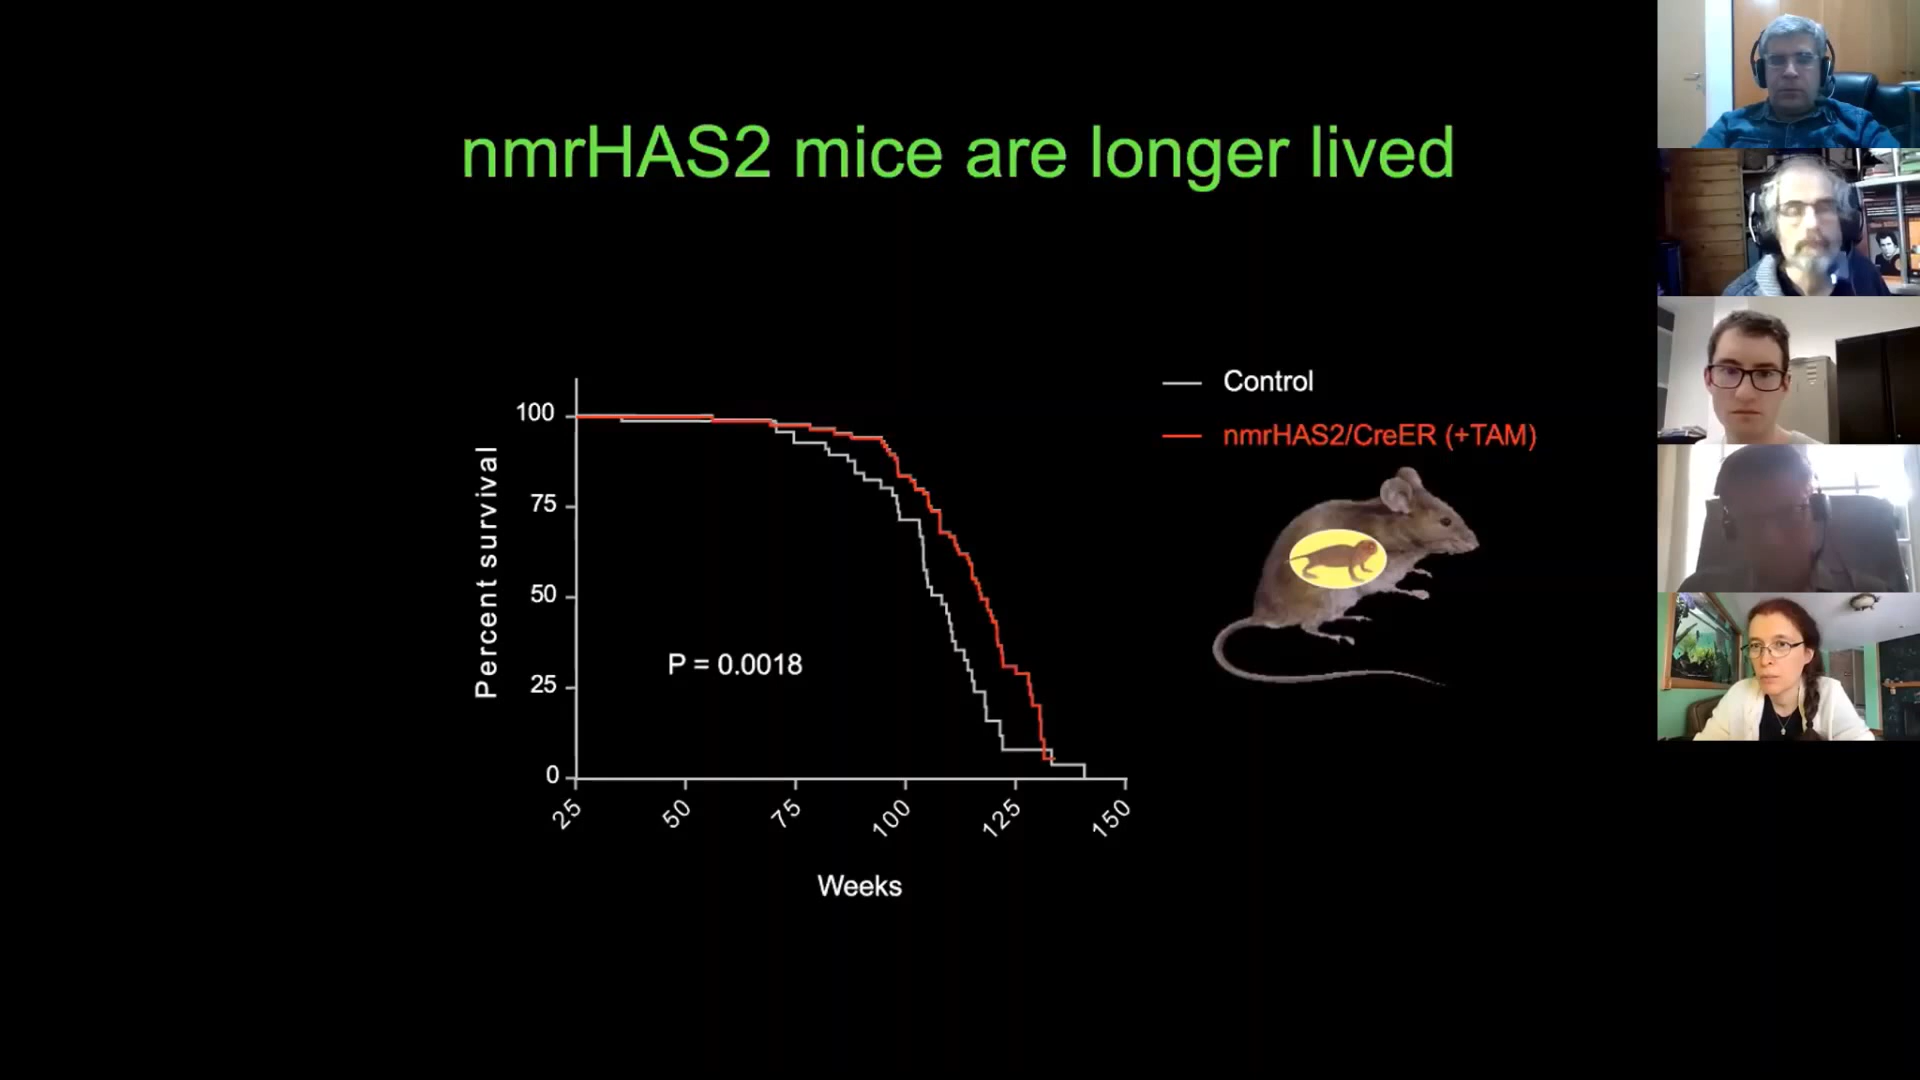 nmrHAS2 mice are longer lived
Control
nmrHAS2/CreER (+TAM)
Percent survival
100
75
50
25
0
P = 0.0018
25
50
75
100
125
150
Weeks